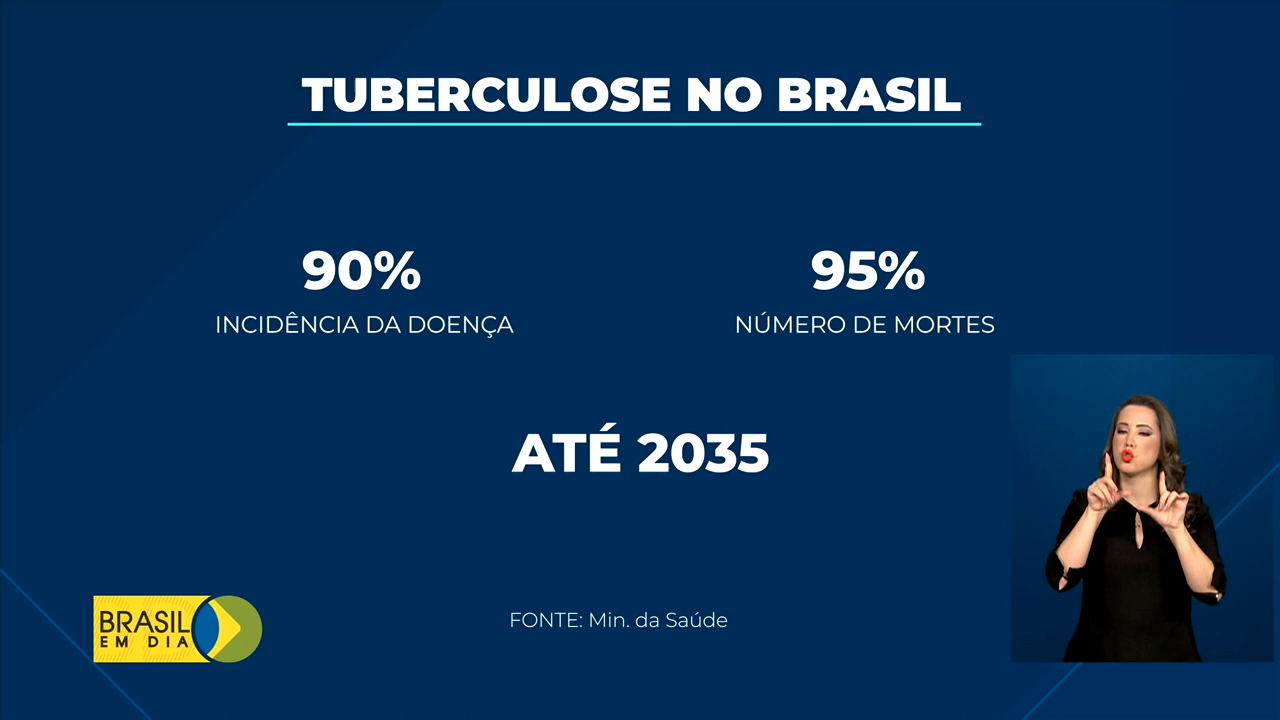 TUBERCULOSE NO BRASIL
90%
INCIDÊNCIA DA DOENÇA
95%
NÚMERO DE MORTES
ATÉ 2035
FONTE: Min. da Saúde
BRASIL
EM DIA